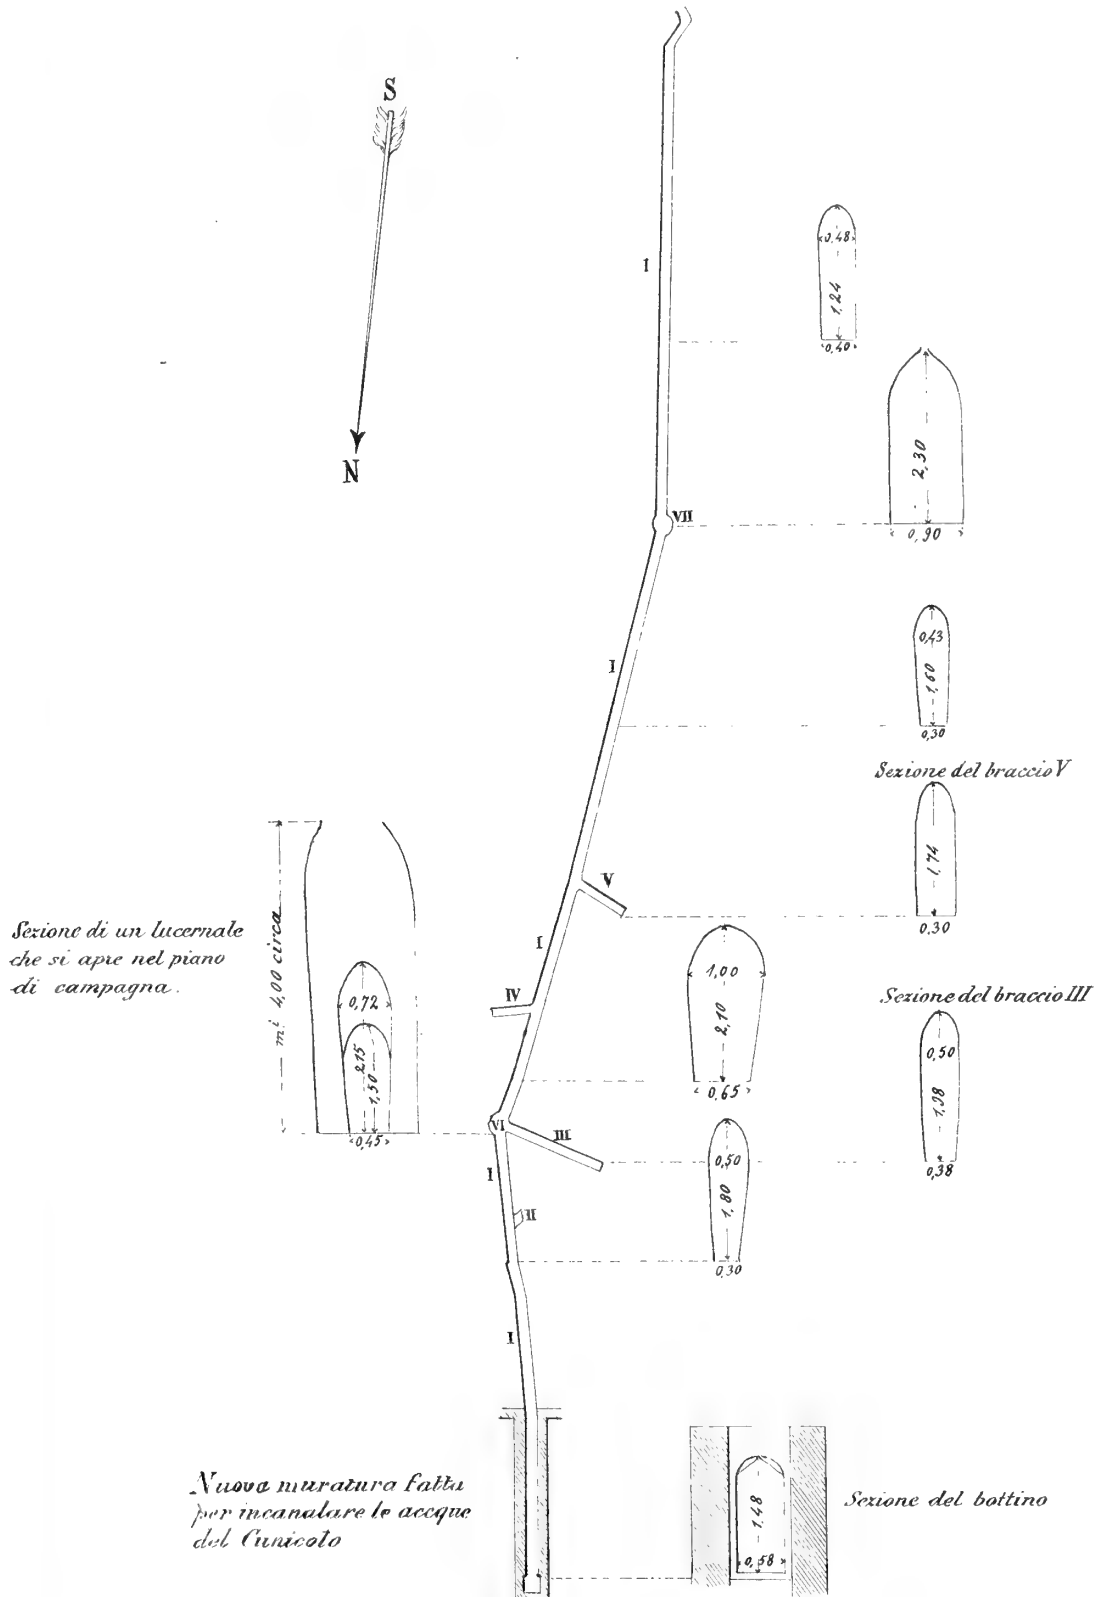 S
N
I
0,48
1,24
0,40
2,30
0,90
VII
I
0,43
1,60
0,30
Sezione del braccio V
1,74
0,30
V
I
Sezione di un lucernale
che si apre nel piano
di campagna.
m.i 4,00 circa
0,72
2,15
1,50
0,45
IV
1,00
2,10
0,65
Sezione del braccio III
0,50
1,98
0,38
VI
III
I
II
0,50
1,80
0,30
I
Nuova muratura fatta
per incanalare le accque
del Cunicolo
1,48
0,58
Sezione del bottino